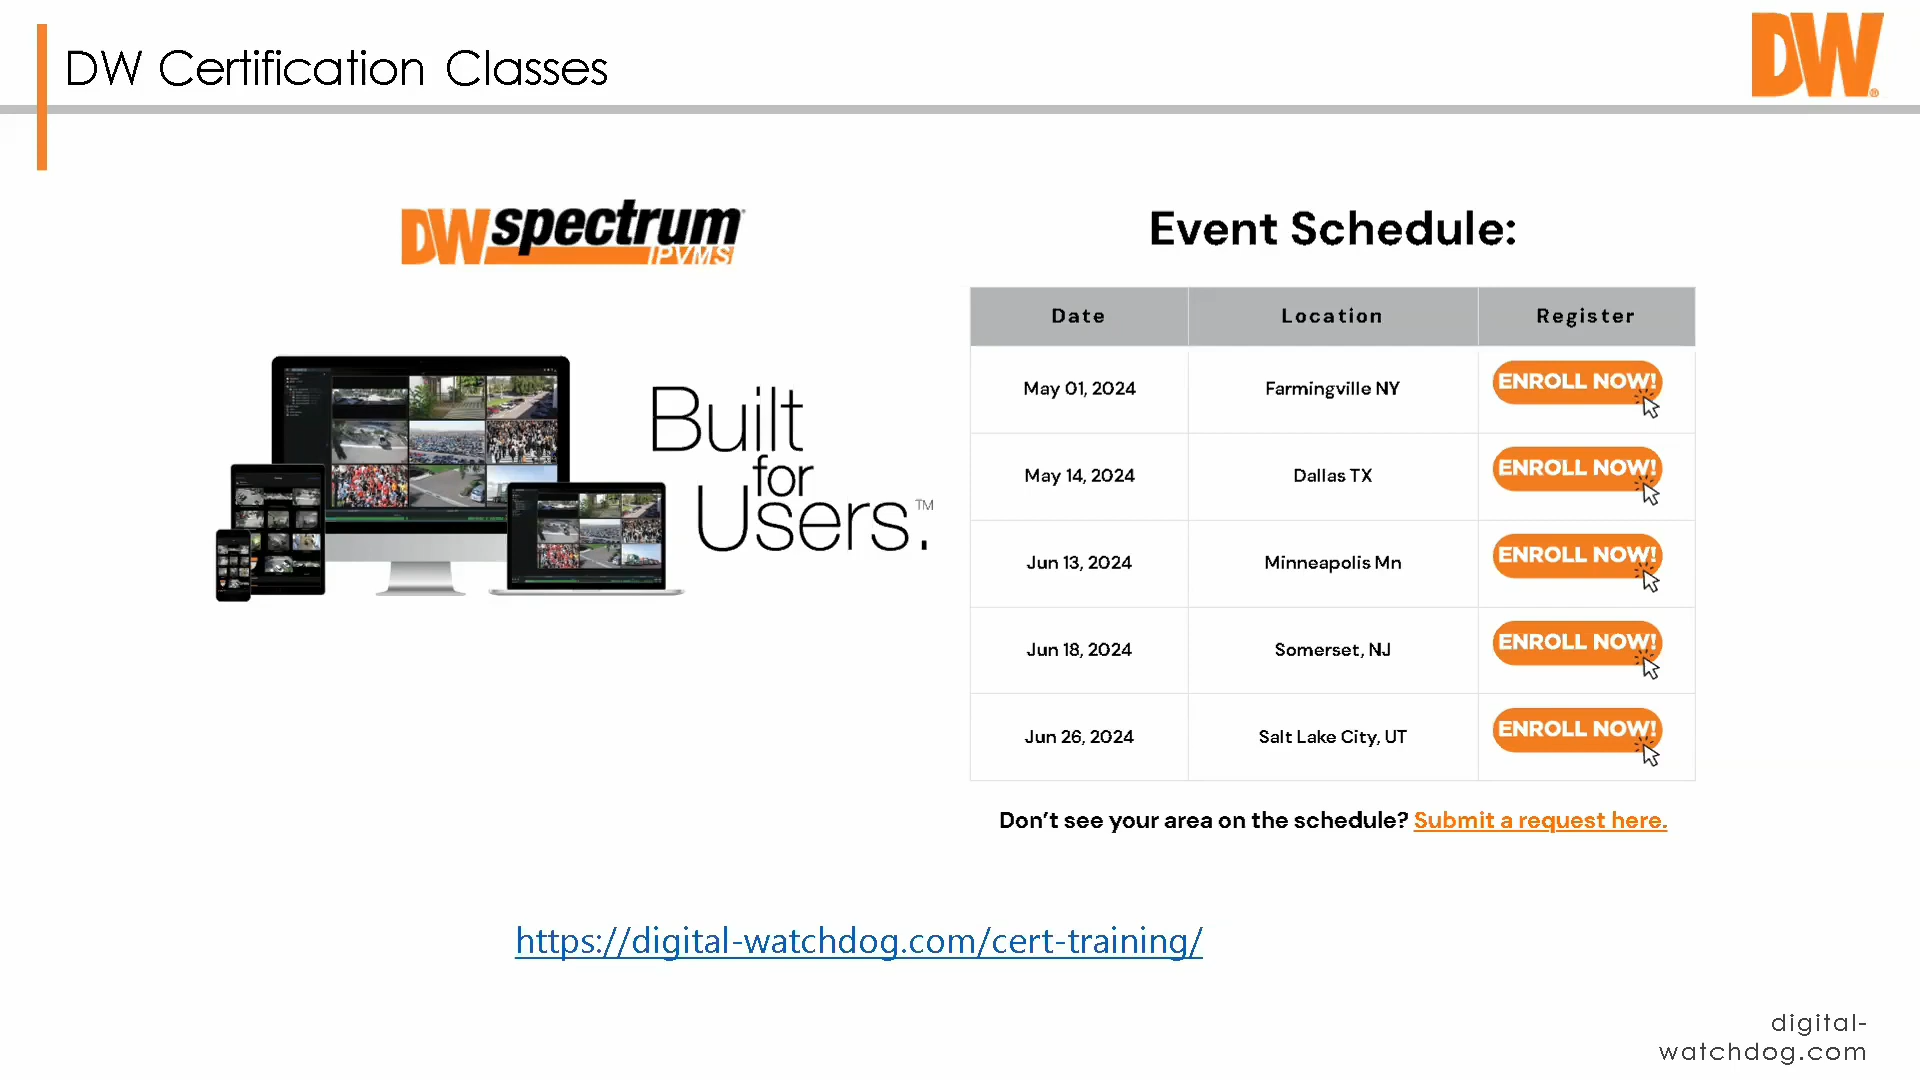 DW Certification Classes
DW®
DW spectrum®
IPVMS
Built
for
Users.™
Event Schedule:
Date Location Register
May 01, 2024 Farmingville NY ENROLL NOW!
May 14, 2024 Dallas TX ENROLL NOW!
Jun 13, 2024 Minneapolis Mn ENROLL NOW!
Jun 18, 2024 Somerset, NJ ENROLL NOW!
Jun 26, 2024 Salt Lake City, UT ENROLL NOW!
Don’t see your area on the schedule? Submit a request here.
https://digital-watchdog.com/cert-training/
digital-
watchdog.com